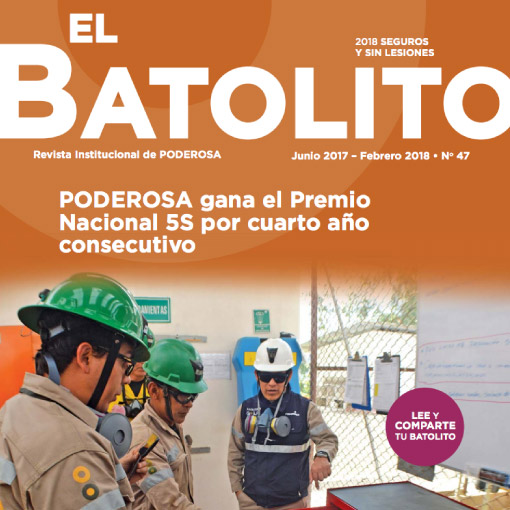 EL
BATOLITO
2018 SEGUROS
Y SIN LESIONES
Revista Institucional de PODEROSA
Junio 2017 – Febrero 2018 • Nº 47
PODEROSA gana el Premio
Nacional 5S por cuarto año
consecutivo
LEE Y
COMPARTE
TU BATOLITO